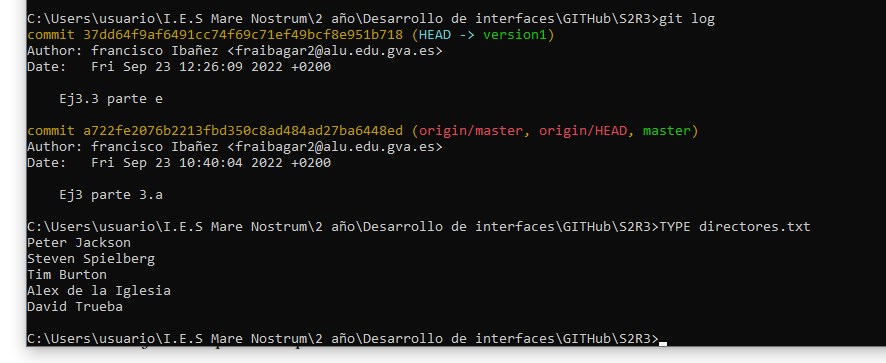 C:\Users\usuario\I.E.S Mare Nostrum\2 año\Desarrollo de interfaces\GITHub\S2R3>git log
commit 37dd64f9af6491cc74f69c71ef49bcf8e951b718 (HEAD -> version1)
Author: francisco Ibañez <fraibagar2@alu.edu.gva.es>
Date:   Fri Sep 23 12:26:09 2022 +0200
Ej3.3 parte e
commit a722fe2076b2213fbd350c8ad484ad27ba6448ed (origin/master, origin/HEAD, master)
Author: francisco Ibañez <fraibagar2@alu.edu.gva.es>
Date:   Fri Sep 23 10:40:04 2022 +0200
Ej3 parte 3.a
C:\Users\usuario\I.E.S Mare Nostrum\2 año\Desarrollo de interfaces\GITHub\S2R3>TYPE directores.txt
Peter Jackson
Steven Spielberg
Tim Burton
Alex de la Iglesia
David Trueba
C:\Users\usuario\I.E.S Mare Nostrum\2 año\Desarrollo de interfaces\GITHub\S2R3>